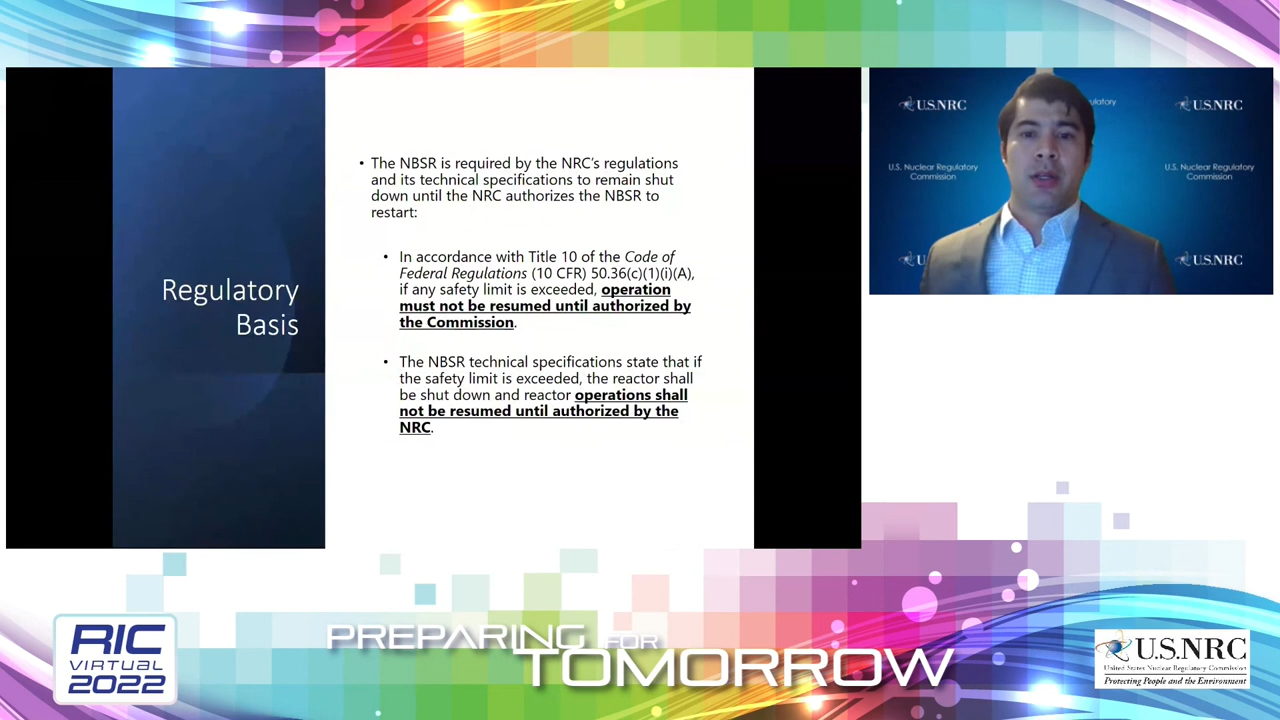 Regulatory
Basis
• The NBSR is required by the NRC's regulations
and its technical specifications to remain shut
down until the NRC authorizes the NBSR to
restart:
• In accordance with Title 10 of the Code of
Federal Regulations (10 CFR) 50.36(c)(1)(i)(A),
if any safety limit is exceeded, operation
must not be resumed until authorized by
the Commission.
• The NBSR technical specifications state that if
the safety limit is exceeded, the reactor shall
be shut down and reactor operations shall
not be resumed until authorized by the
NRC.
U.S.NRC
ulatory
U.S.NRC
U.S. Nuclear Regulatory
Commission
U.S. Nuclear Regulatory
Commission
U.S
U.S.NRC
RIC
VIRTUAL
2022
PREPARING FOR
TOMORROW
U.S.NRC
United States Nuclear Regulatory Commission
Protecting People and the Environment